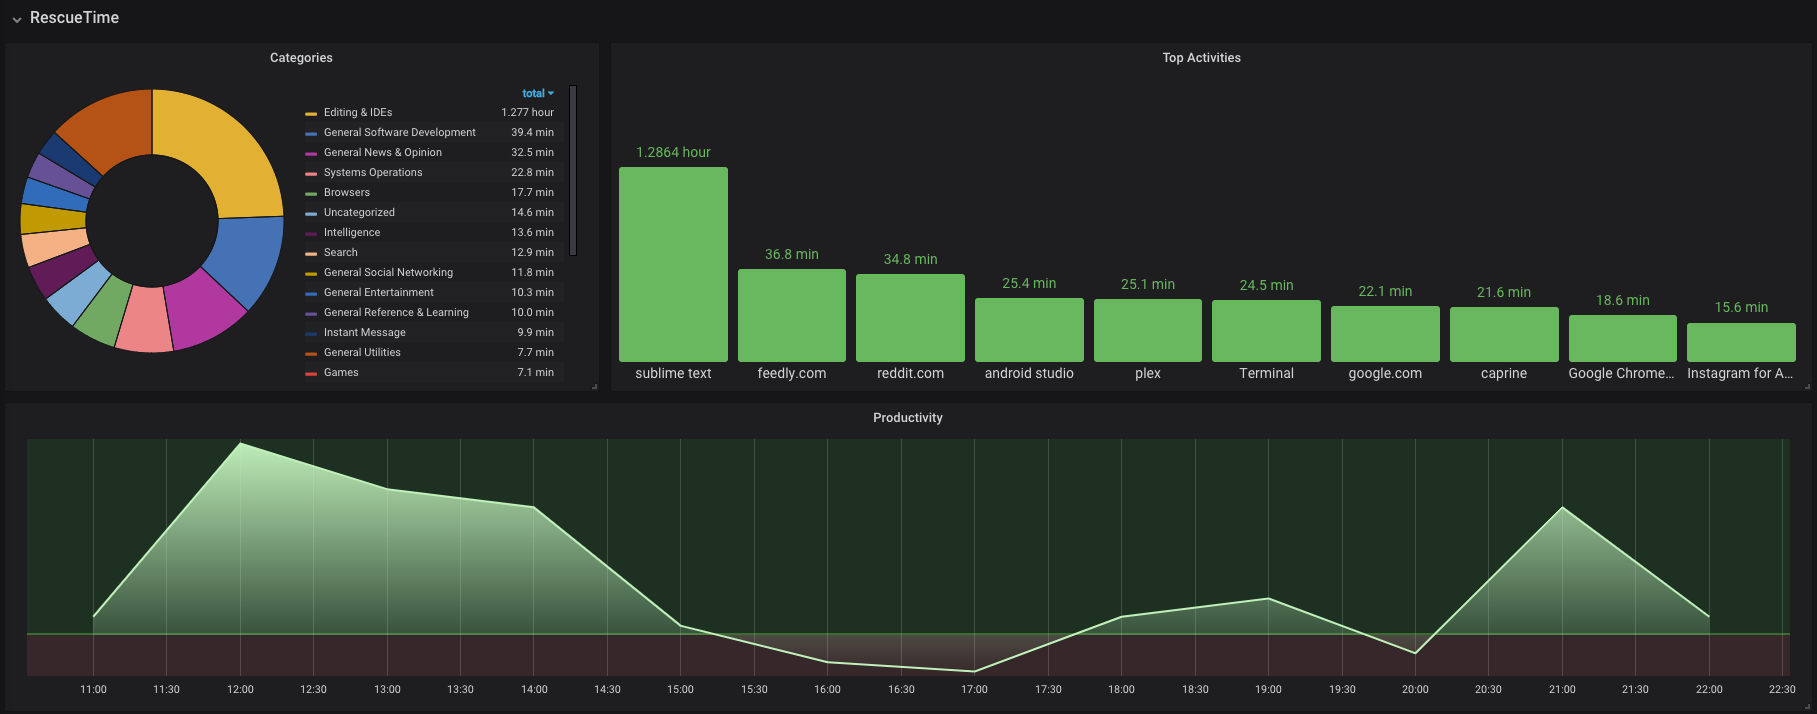 RescueTime
Categories
total
Editing & IDEs 1.277 hour
General Software Development 39.4 min
General News & Opinion 32.5 min
Systems Operations 22.8 min
Browsers 17.7 min
Uncategorized 14.6 min
Intelligence 13.6 min
Search 12.9 min
General Social Networking 11.8 min
General Entertainment 10.3 min
General Reference & Learning 10.0 min
Instant Message 9.9 min
General Utilities 7.7 min
Games 7.1 min
Top Activities
1.2864 hour
36.8 min
34.8 min
25.4 min
25.1 min
24.5 min
22.1 min
21.6 min
18.6 min
15.6 min
sublime text feedly.com reddit.com android studio plex Terminal google.com caprine Google Chrome... Instagram for A...
Productivity
11:00 11:30 12:00 12:30 13:00 13:30 14:00 14:30 15:00 15:30 16:00 16:30 17:00 17:30 18:00 18:30 19:00 19:30 20:00 20:30 21:00 21:30 22:00 22:30